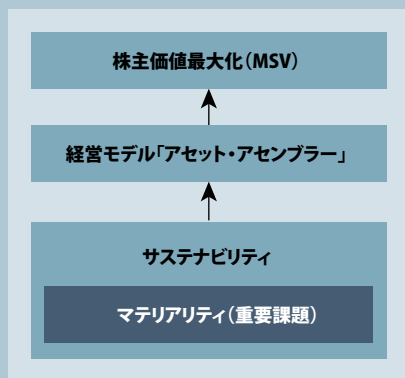 株主価値最大化（MSV）
経営モデル「アセット・アセンブラー」
サステナビリティ
マテリアリティ（重要課題）